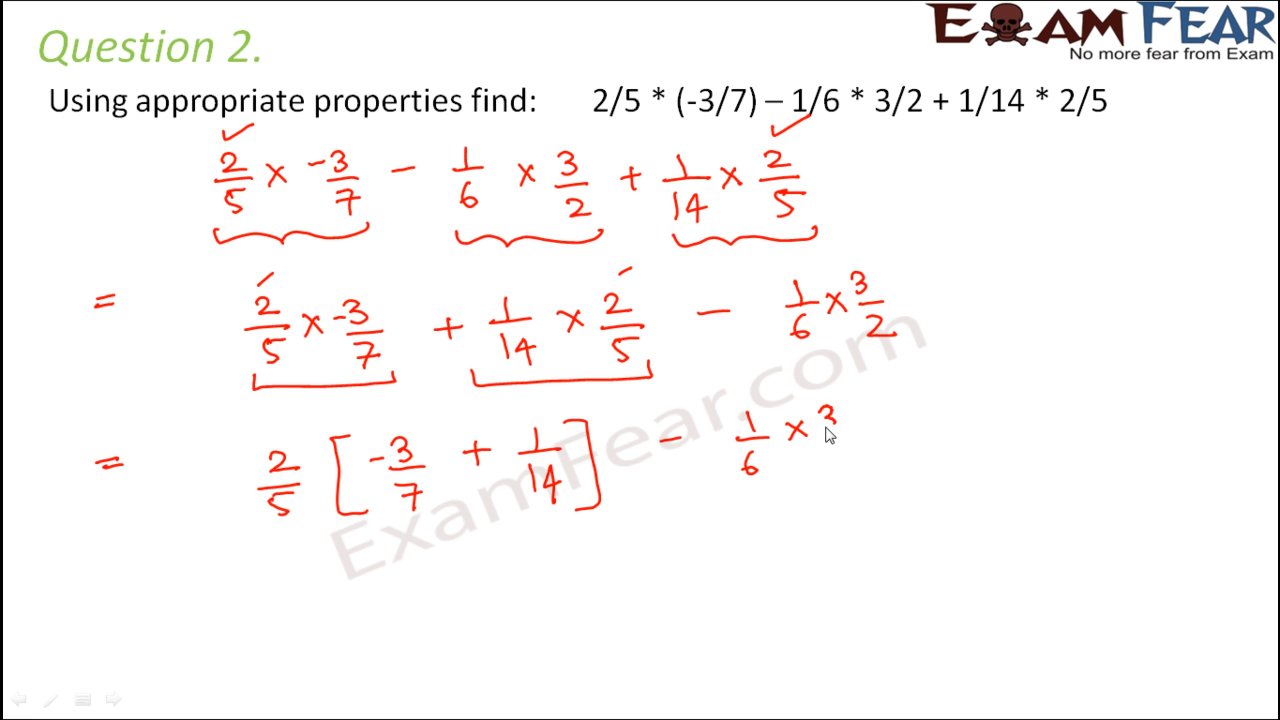 EXAM FEAR
No more fear from Exam
Question 2.
Using appropriate properties find: 2/5 * (-3/7) – 1/6 * 3/2 + 1/14 * 2/5
2/5 × -3/7 - 1/6 × 3/2 + 1/14 × 2/5
= 2/5 × -3/7 + 1/14 × 2/5 - 1/6 × 3/2
= 2/5 [ -3/7 + 1/14 ] - 1/6 × 3
ExamFear.com